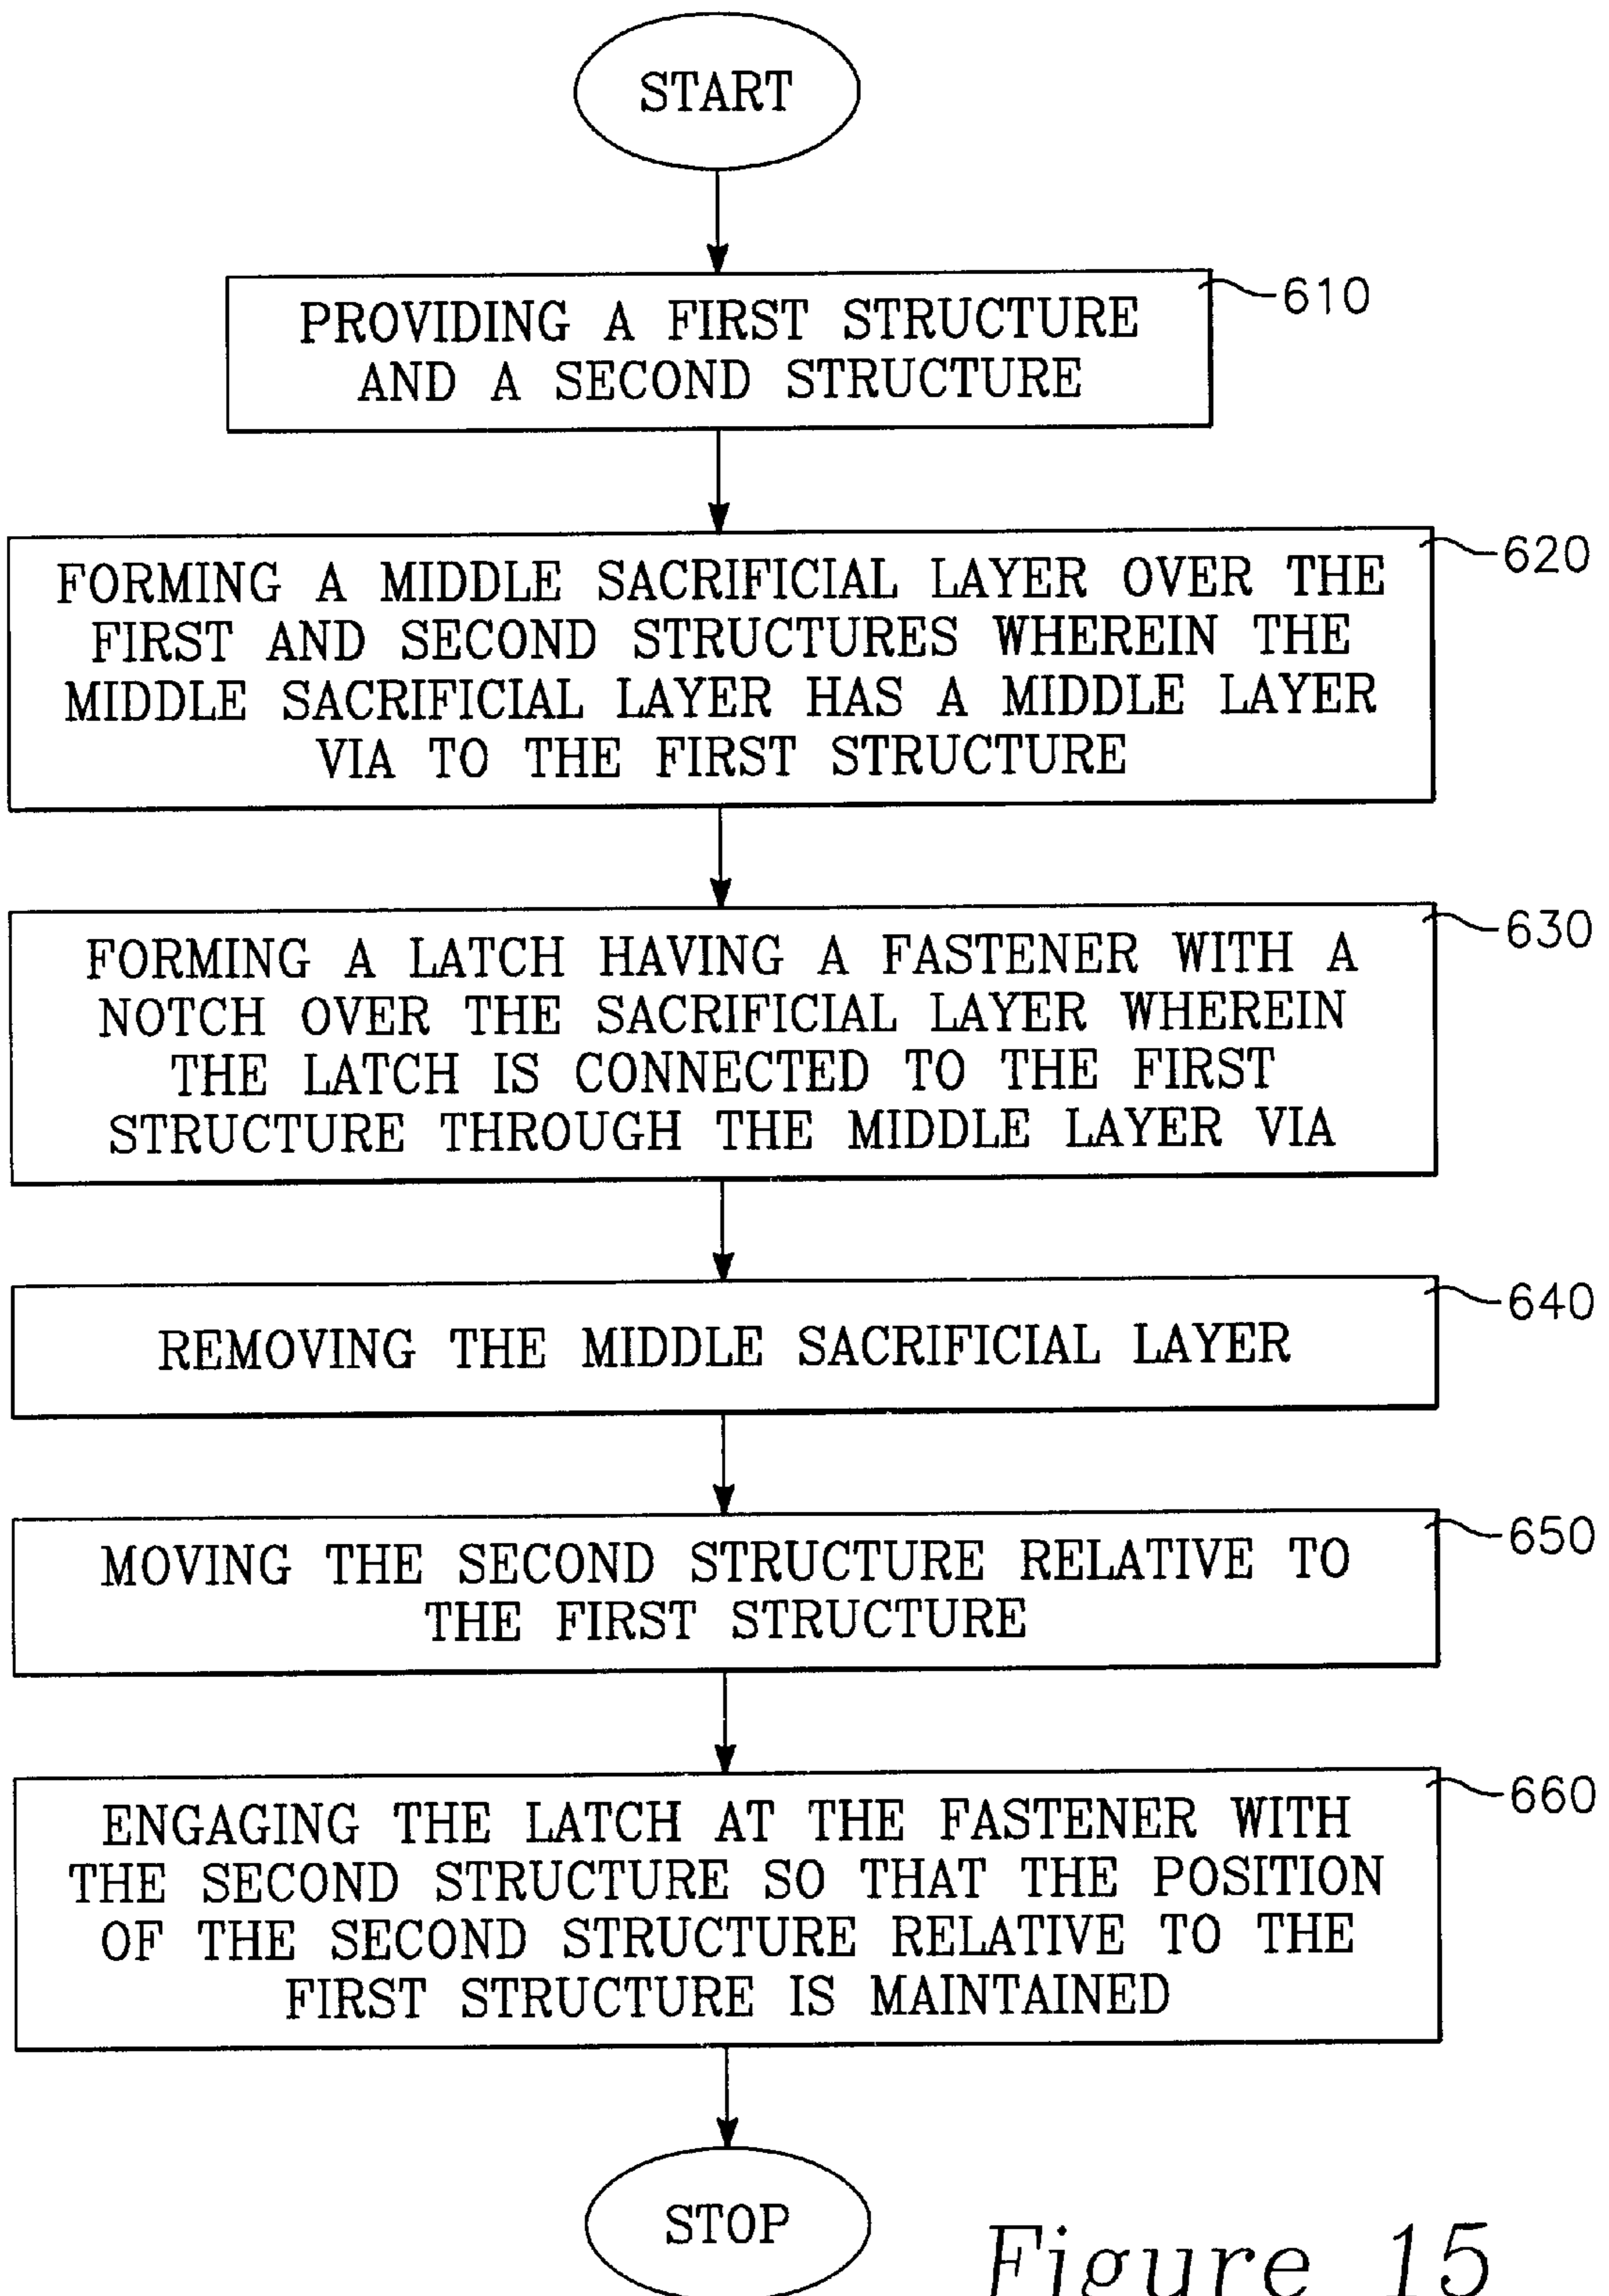 START
PROVIDING A FIRST STRUCTURE
AND A SECOND STRUCTURE
610
FORMING A MIDDLE SACRIFICIAL LAYER OVER THE
FIRST AND SECOND STRUCTURES WHEREIN THE
MIDDLE SACRIFICIAL LAYER HAS A MIDDLE LAYER
VIA TO THE FIRST STRUCTURE
620
FORMING A LATCH HAVING A FASTENER WITH A
NOTCH OVER THE SACRIFICIAL LAYER WHEREIN
THE LATCH IS CONNECTED TO THE FIRST
STRUCTURE THROUGH THE MIDDLE LAYER VIA
630
REMOVING THE MIDDLE SACRIFICIAL LAYER
640
MOVING THE SECOND STRUCTURE RELATIVE TO
THE FIRST STRUCTURE
650
ENGAGING THE LATCH AT THE FASTENER WITH
THE SECOND STRUCTURE SO THAT THE POSITION
OF THE SECOND STRUCTURE RELATIVE TO THE
FIRST STRUCTURE IS MAINTAINED
660
STOP
Figure 15